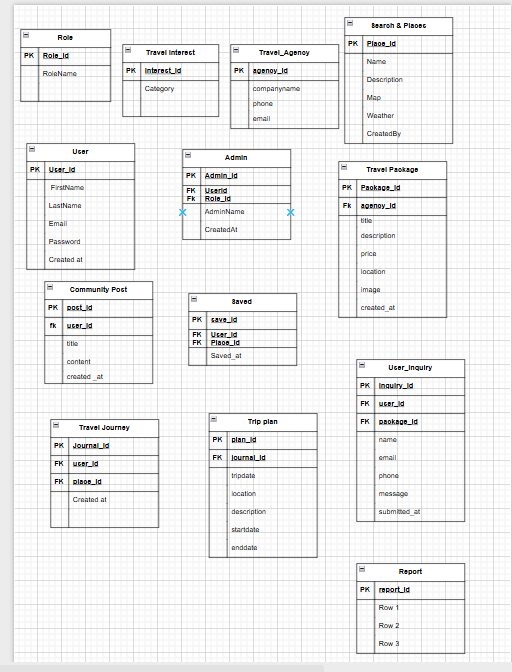 Role
PK Role_id
RoleName
Travel Interest
PK Interest_id
Category
Travel_Agency
PK agency_id
companyname
phone
email
Search & Places
PK Place_id
Name
Description
Map
Weather
CreatedBy
User
PK User_id
FirstName
LastName
Email
Password
Created at
Admin
PK Admin_id
FK Userid
Fk Role_id
AdminName
CreatedAt
Travel Package
PK Package_id
Fk agency_id
title
description
price
location
image
created_at
Community Post
PK post_id
fk user_id
title
content
created _at
Saved
PK save_id
FK User_id
FK Place_id
Saved_at
User_inquiry
PK inquiry_id
FK user_id
FK package_id
name
email
phone
message
submitted_at
Travel Journey
PK Journal_id
FK user_id
FK place_id
Created at
Trip plan
PK plan_id
FK journal_id
tripdate
location
description
startdate
enddate
Report
PK report_id
Row 1
Row 2
Row 3